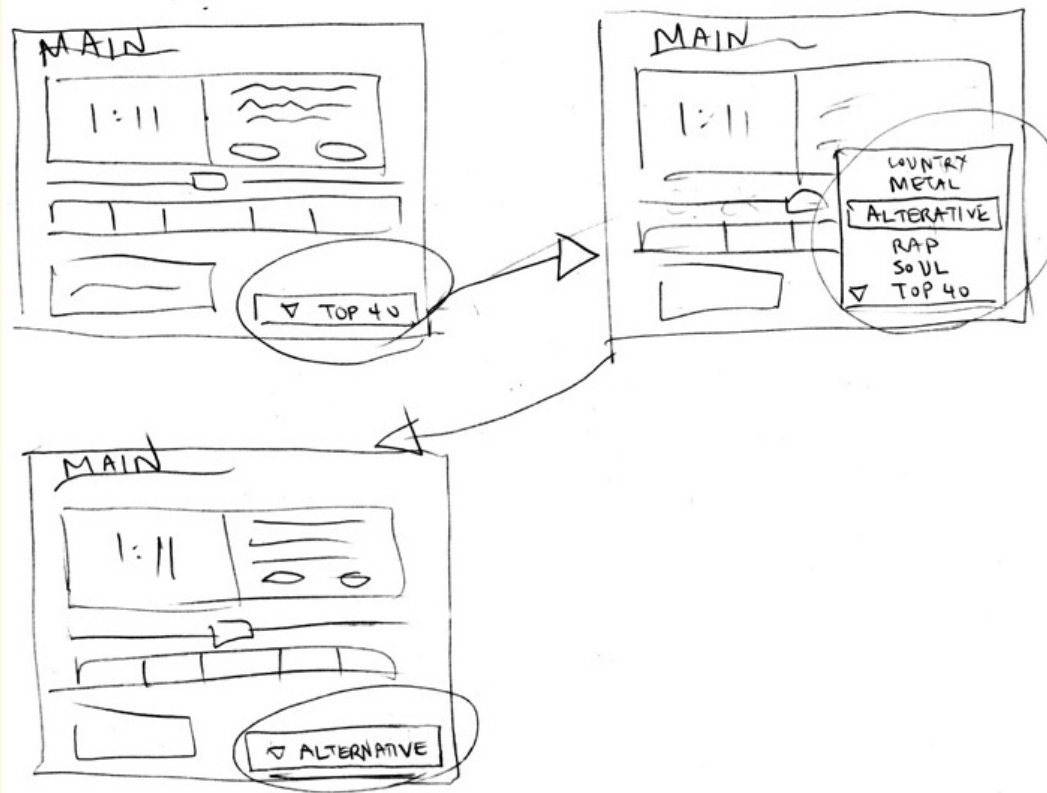 MAIN
1:11
▽ TOP 40
MAIN
1:11
COUNTRY
METAL
ALTERATIVE
RAP
SOUL
▽ TOP 40
MAIN
1:11
▽ ALTERNATIVE